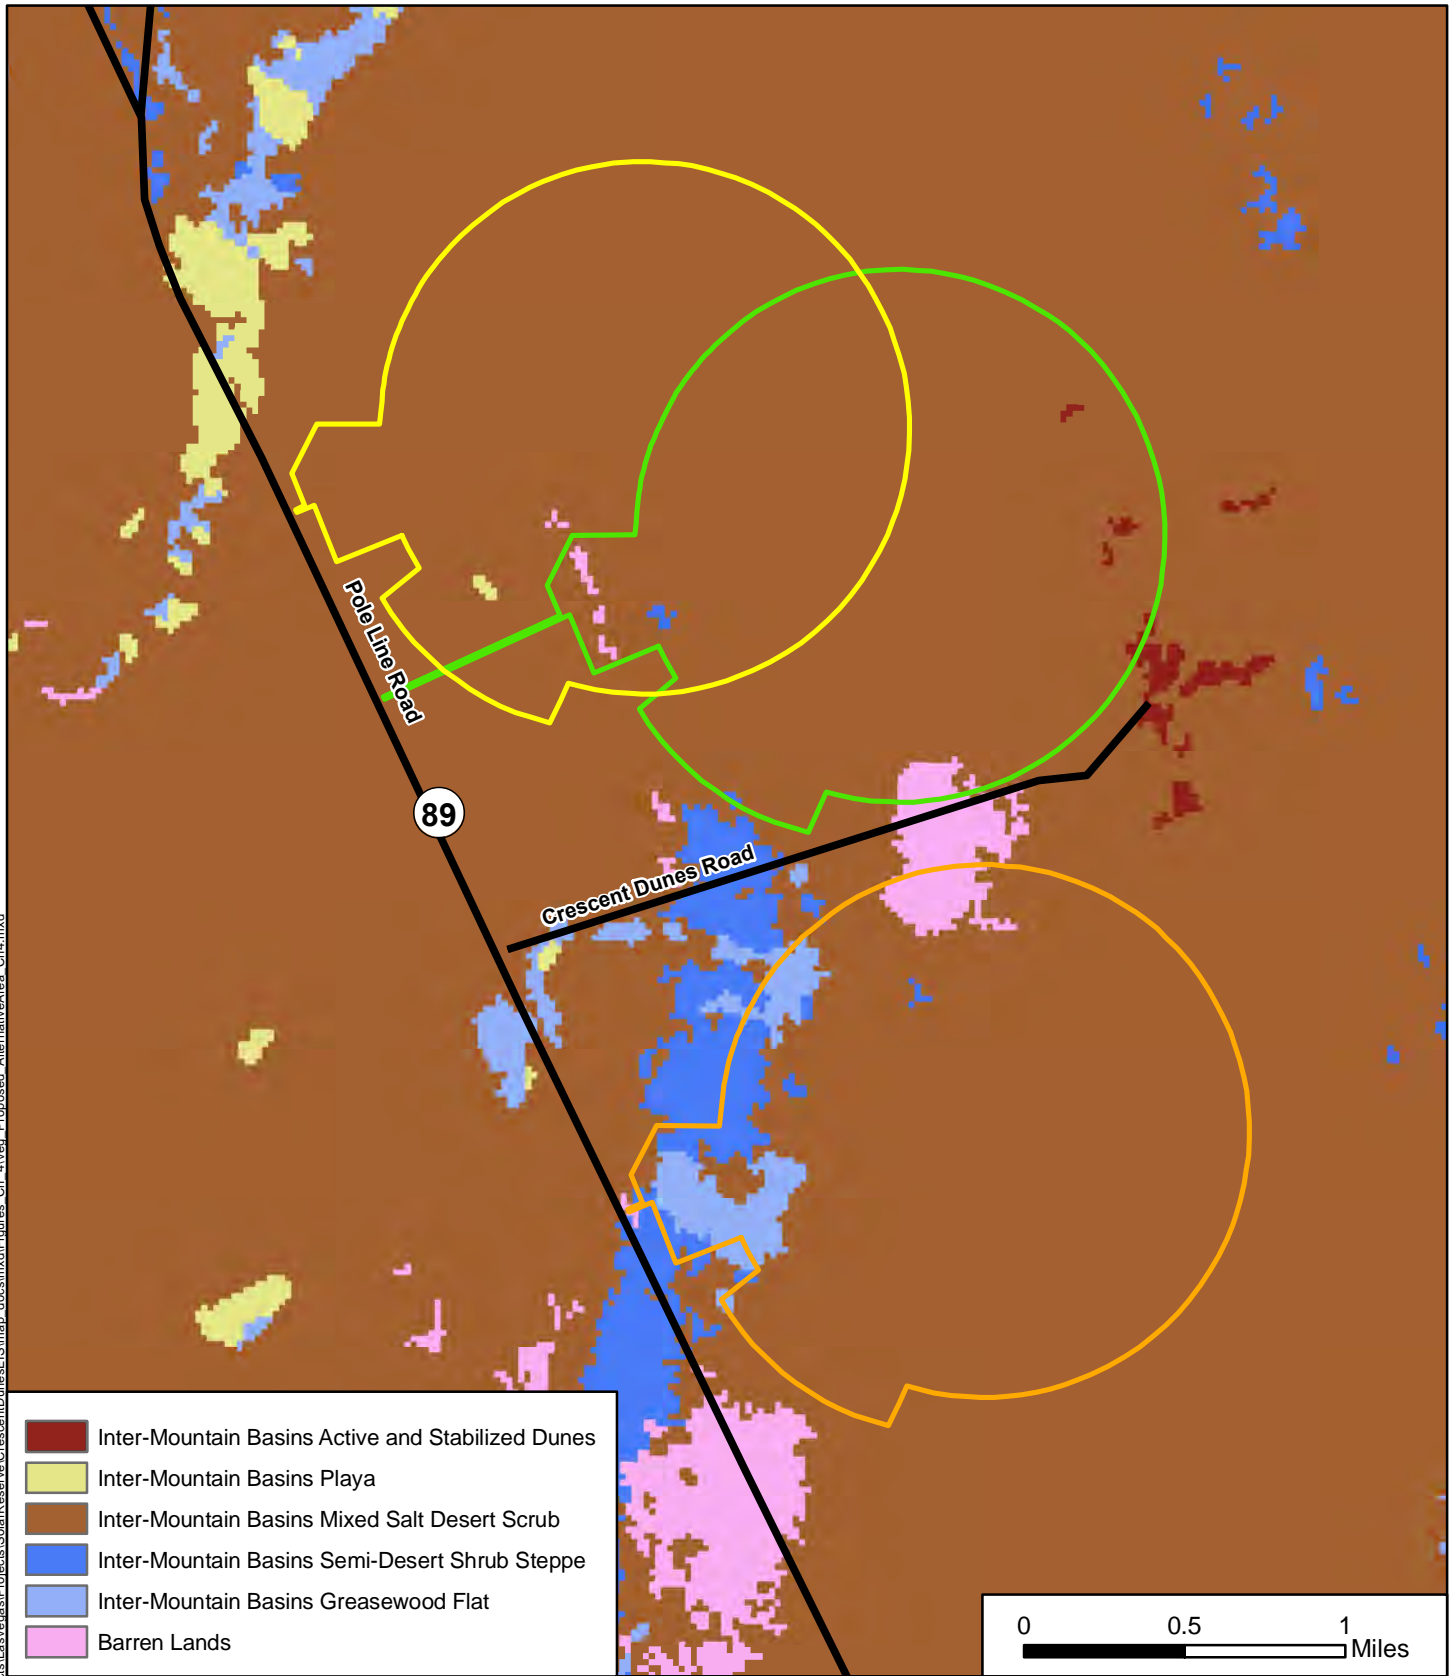 Pole Line Road
89
Crescent Dunes Road
Inter-Mountain Basins Active and Stabilized Dunes
Inter-Mountain Basins Playa
Inter-Mountain Basins Mixed Salt Desert Scrub
Inter-Mountain Basins Semi-Desert Shrub Steppe
Inter-Mountain Basins Greasewood Flat
Barren Lands
0 0.5 1
Miles